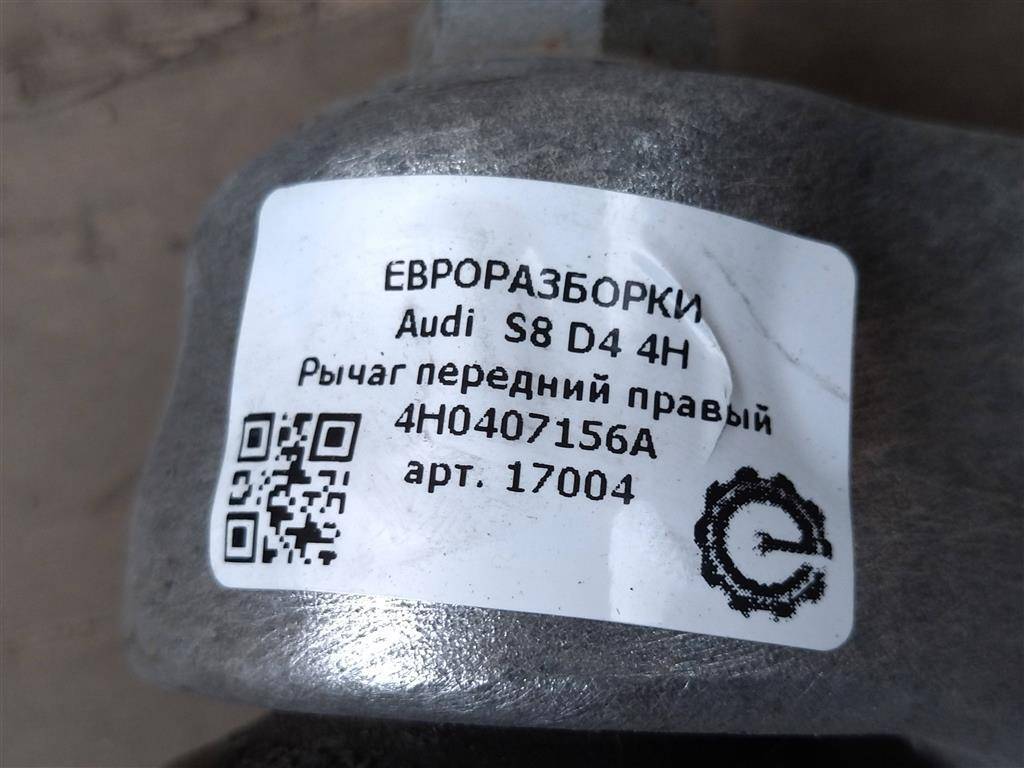 ЕВРОРАЗБОРКИ
Audi S8 D4 4H
Рычаг передний правый
4H0407156A
арт. 17004